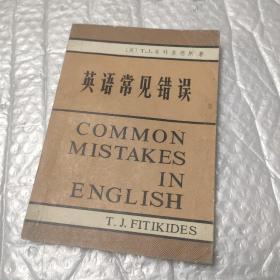 英语常见错误
COMMON
MISTAKES
IN
ENGLISH
T. J. FITIKIDES